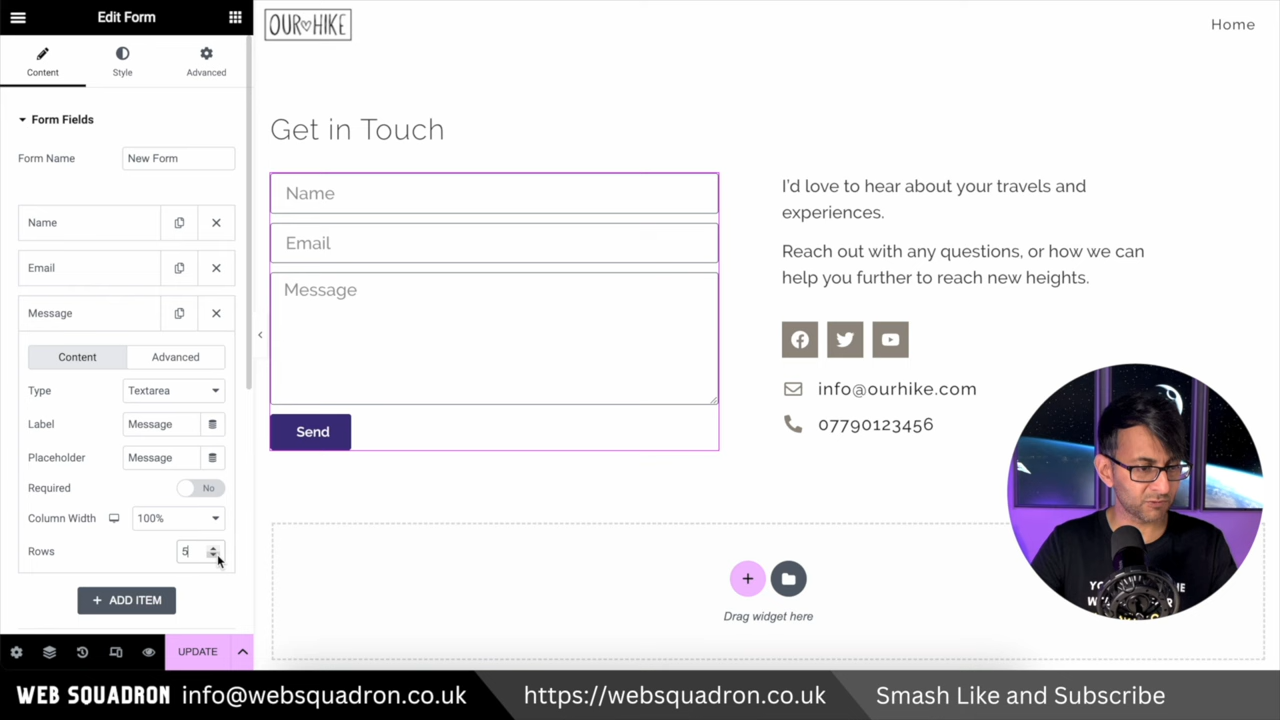 Edit Form
Content
Style
Advanced
Form Fields
Form Name
New Form
Name
Email
Message
Content
Advanced
Type
Textarea
Label
Message
Placeholder
Message
Required
No
Column Width
100%
Rows
5
ADD ITEM
UPDATE
OUR HIKE
Home
Get in Touch
Name
Email
Message
Send
I'd love to hear about your travels and
experiences.
Reach out with any questions, or how we can
help you further to reach new heights.
info@ourhike.com
07790123456
Drag widget here
WEB SQUADRON info@websquadron.co.uk
https://websquadron.co.uk
Smash Like and Subscribe